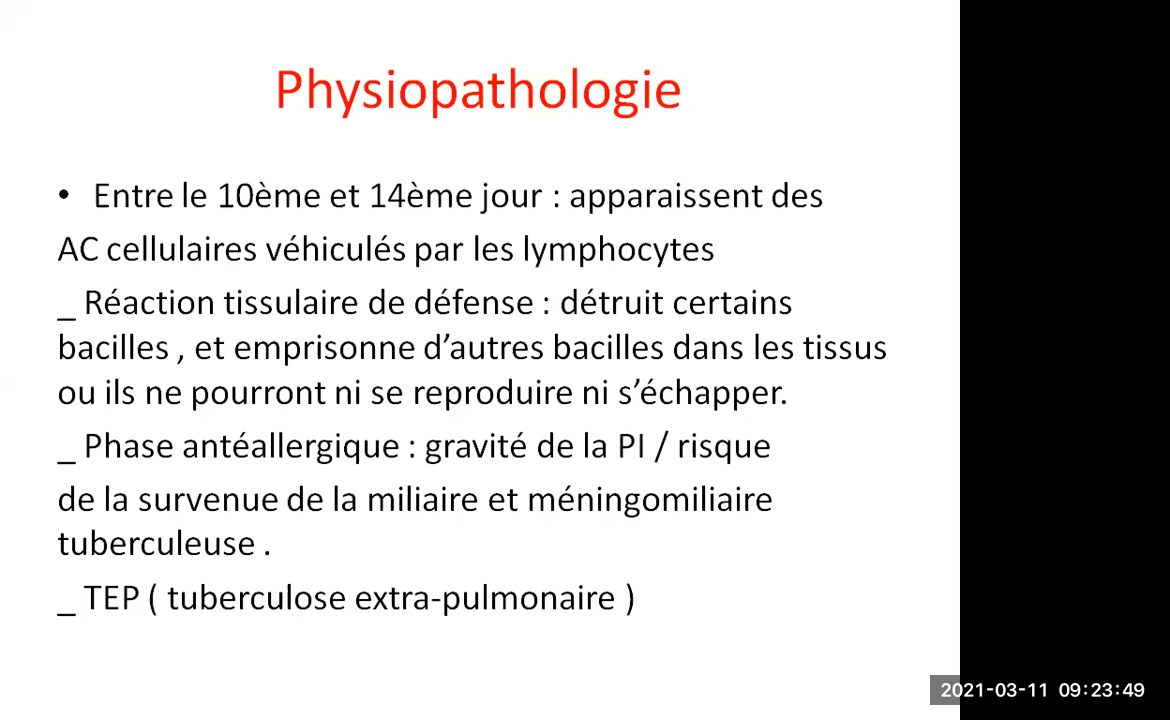 Physiopathologie
• Entre le 10ème et 14ème jour : apparaissent des
AC cellulaires véhiculés par les lymphocytes
_ Réaction tissulaire de défense : détruit certains
bacilles , et emprisonne d’autres bacilles dans les tissus
ou ils ne pourront ni se reproduire ni s’échapper.
_ Phase antéallergique : gravité de la PI / risque
de la survenue de la miliaire et méningomiliaire
tuberculeuse .
_ TEP ( tuberculose extra-pulmonaire )
2021-03-11 09:23:49